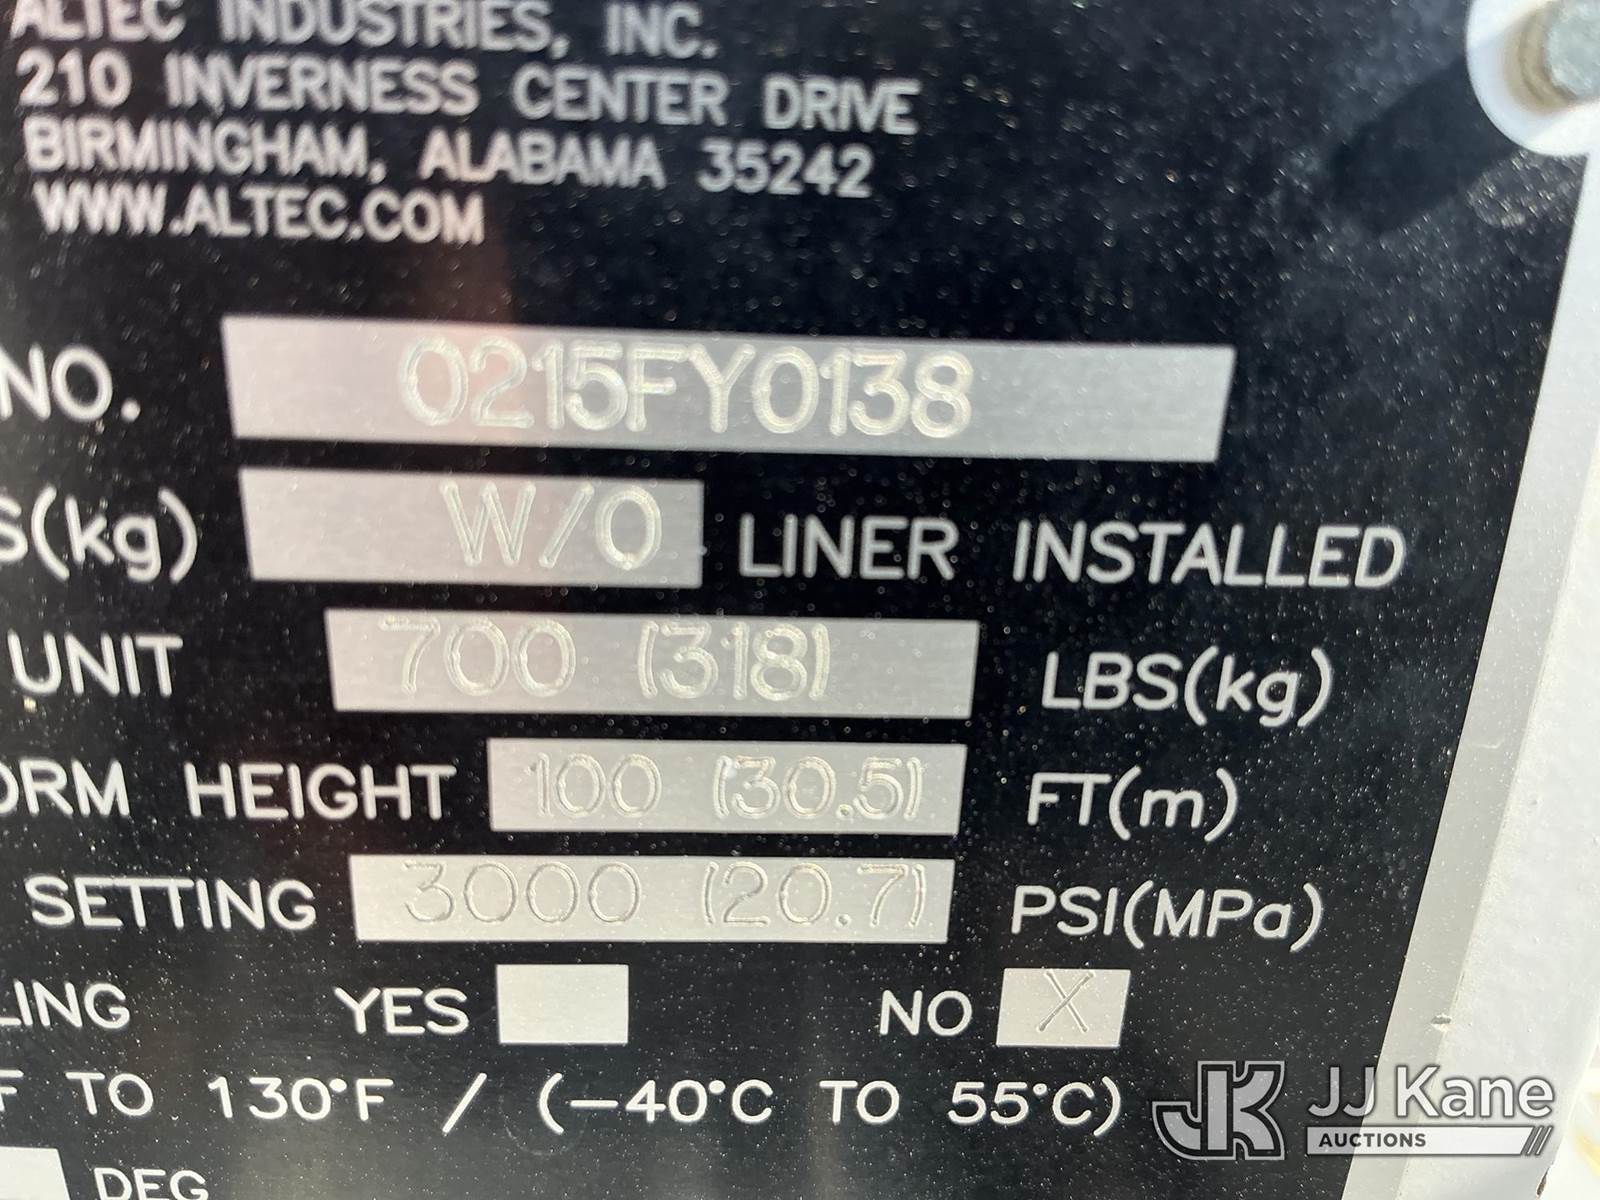 ALTEC INDUSTRIES, INC.
210 INVERNESS CENTER DRIVE
BIRMINGHAM, ALABAMA 35242
WWW.ALTEC.COM
NO. 0215FY0138
S(kg) W/O LINER INSTALLED
UNIT 700 (318) LBS(kg)
ORM HEIGHT 100 (30.5) FT(m)
SETTING 3000 (20.7) PSI(MPa)
LING YES NO X
F TO 130°F / (-40°C TO 55°C)
DEG
JJ Kane
AUCTIONS